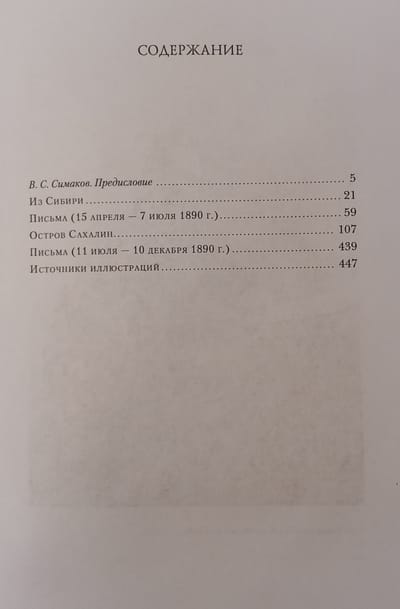 СОДЕРЖАНИЕ
В. С. Симаков. Предисловие ........................................ 5
Из Сибири ........................................................ 21
Письма (15 апреля — 7 июля 1890 г.) .............................. 59
Остров Сахалин .................................................. 107
Письма (11 июля — 10 декабря 1890 г.) ........................... 439
Источники иллюстраций ........................................... 447